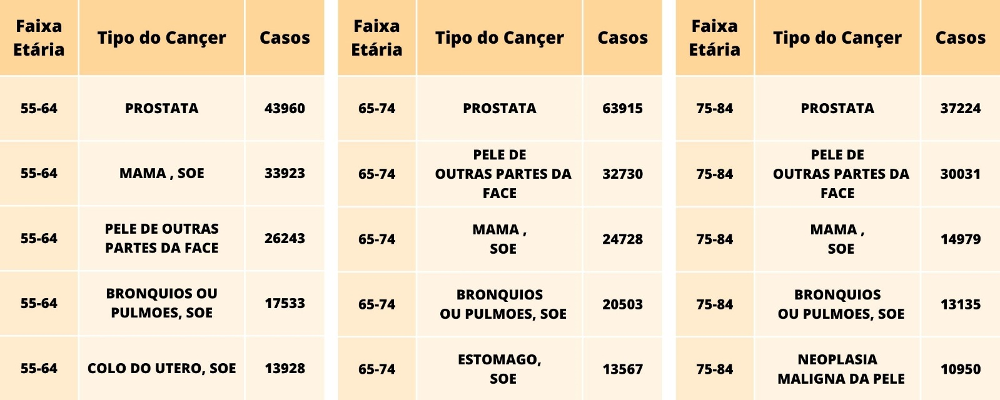 Faixa
Etária
Tipo do Cançer
Casos
55-64
PROSTATA
43960
55-64
MAMA , SOE
33923
55-64
PELE DE OUTRAS
PARTES DA FACE
26243
55-64
BRONQUIOS OU
PULMOES, SOE
17533
55-64
COLO DO UTERO, SOE
13928
Faixa
Etária
Tipo do Cançer
Casos
65-74
PROSTATA
63915
65-74
PELE DE
OUTRAS PARTES DA
FACE
32730
65-74
MAMA ,
SOE
24728
65-74
BRONQUIOS
OU PULMOES, SOE
20503
65-74
ESTOMAGO,
SOE
13567
Faixa
Etária
Tipo do Cançer
Casos
75-84
PROSTATA
37224
75-84
PELE DE
OUTRAS PARTES DA
FACE
30031
75-84
MAMA ,
SOE
14979
75-84
BRONQUIOS
OU PULMOES, SOE
13135
75-84
NEOPLASIA
MALIGNA DA PELE
10950